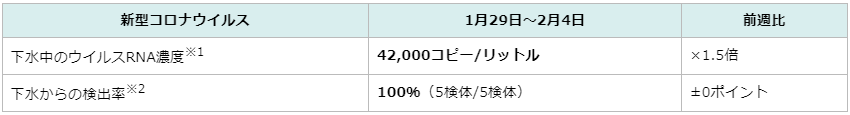 新型コロナウイルス 1月29日～2月4日 前週比
下水中のウイルスRNA濃度※1 42,000コピー/リットル ×1.5倍
下水からの検出率※2 100%（5検体/5検体） ±0ポイント